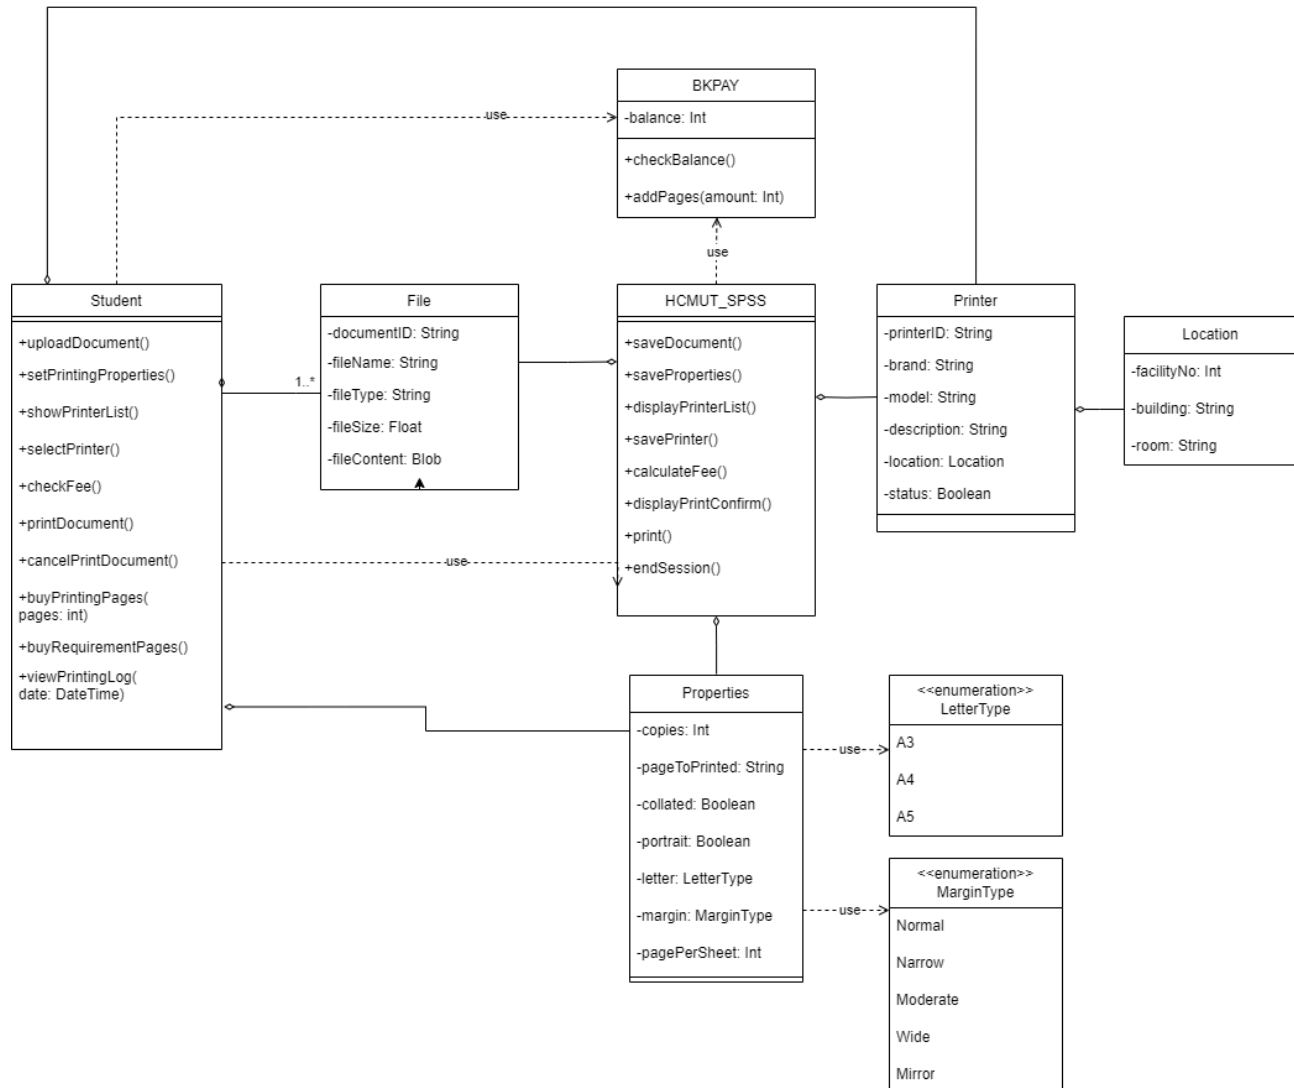 BKPAY
-balance: Int
+checkBalance()
+addPages(amount: Int)
use
use
Student
+uploadDocument()
+setPrintingProperties()
+showPrinterList()
+selectPrinter()
+checkFee()
+printDocument()
+cancelPrintDocument()
+buyPrintingPages(
pages: int)
+buyRequirementPages()
+viewPrintingLog(
date: DateTime)
1..*
File
-documentID: String
-fileName: String
-fileType: String
-fileSize: Float
-fileContent: Blob
use
HCMUT_SPSS
+saveDocument()
+saveProperties()
+displayPrinterList()
+savePrinter()
+calculateFee()
+displayPrintConfirm()
+print()
+endSession()
Printer
-printerID: String
-brand: String
-model: String
-description: String
-location: Location
-status: Boolean
Location
-facilityNo: Int
-building: String
-room: String
Properties
-copies: Int
-pageToPrinted: String
-collated: Boolean
-portrait: Boolean
-letter: LetterType
-margin: MarginType
-pagePerSheet: Int
use
use
<<enumeration>>
LetterType
A3
A4
A5
<<enumeration>>
MarginType
Normal
Narrow
Moderate
Wide
Mirror